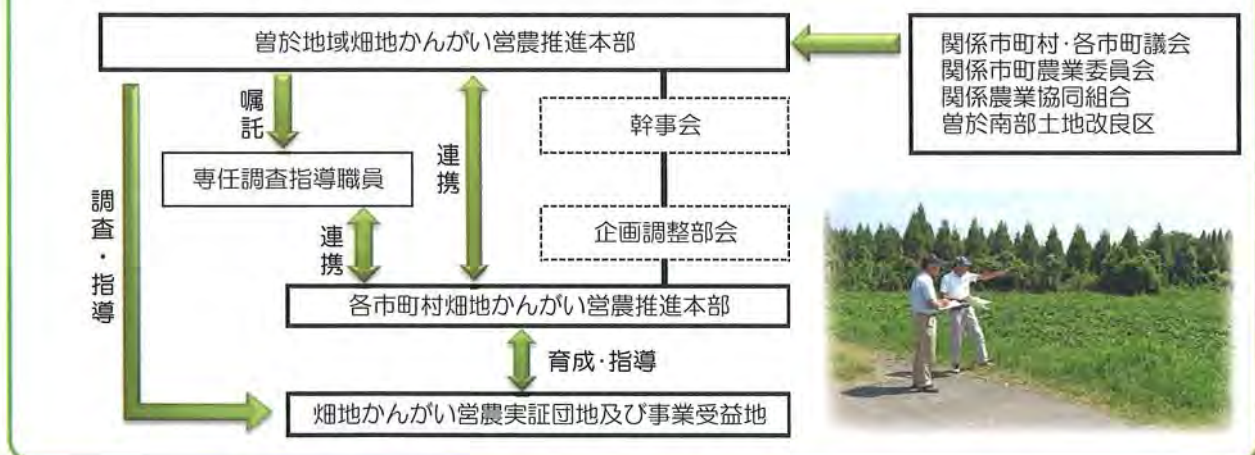 曽於地域畑地かんがい営農推進本部
関係市町村・各市町議会
関係市町農業委員会
関係農業協同組合
曽於南部土地改良区
嘱託
幹事会
連携
専任調査指導職員
調査・指導
企画調整部会
連携
各市町村畑地かんがい営農推進本部
育成・指導
畑地かんがい営農実証団地及び事業受益地